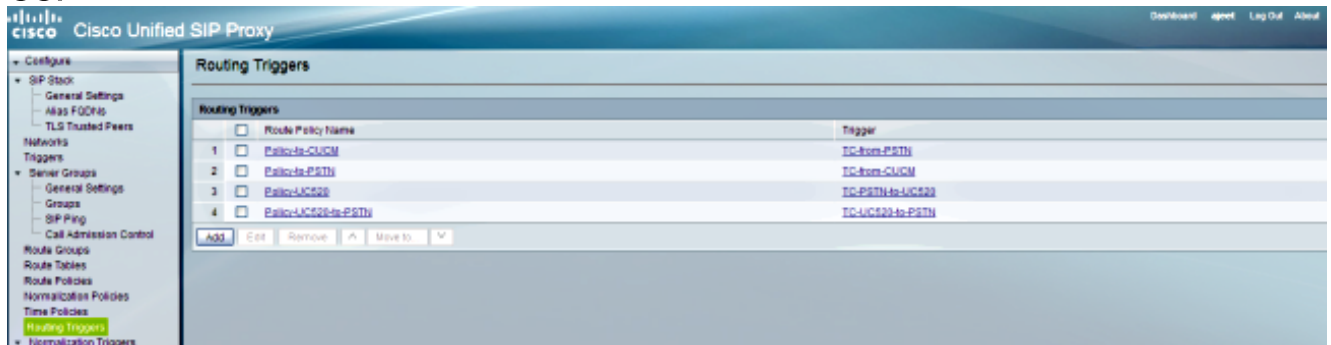 cisco Cisco Unified SIP Proxy
Dashboard ajeet Log Out About
Configure
SIP Stack
General Settings
Alias FQDNs
TLS Trusted Peers
Networks
Triggers
Server Groups
General Settings
Groups
SIP Ping
Call Admission Control
Route Groups
Route Tables
Route Policies
Normalization Policies
Time Policies
Routing Triggers
Normalization Triggers
Routing Triggers
Routing Triggers
Route Policy Name Trigger
1 Policy-to-CUCM TC-from-PSTN
2 Policy-to-PSTN TC-from-CUCM
3 Policy-UC520 TC-PSTN-to-UC520
4 Policy-UC520-to-PSTN TC-UC520-to-PSTN
Add Edit Remove Move to